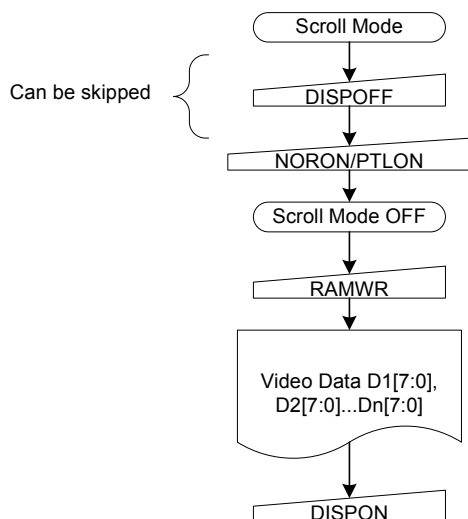 Scroll Mode
Can be skipped
DISPOFF
NORON/PTLON
Scroll Mode OFF
RAMWR
Video Data D1[7:0],
D2[7:0]...Dn[7:0]
DISPON